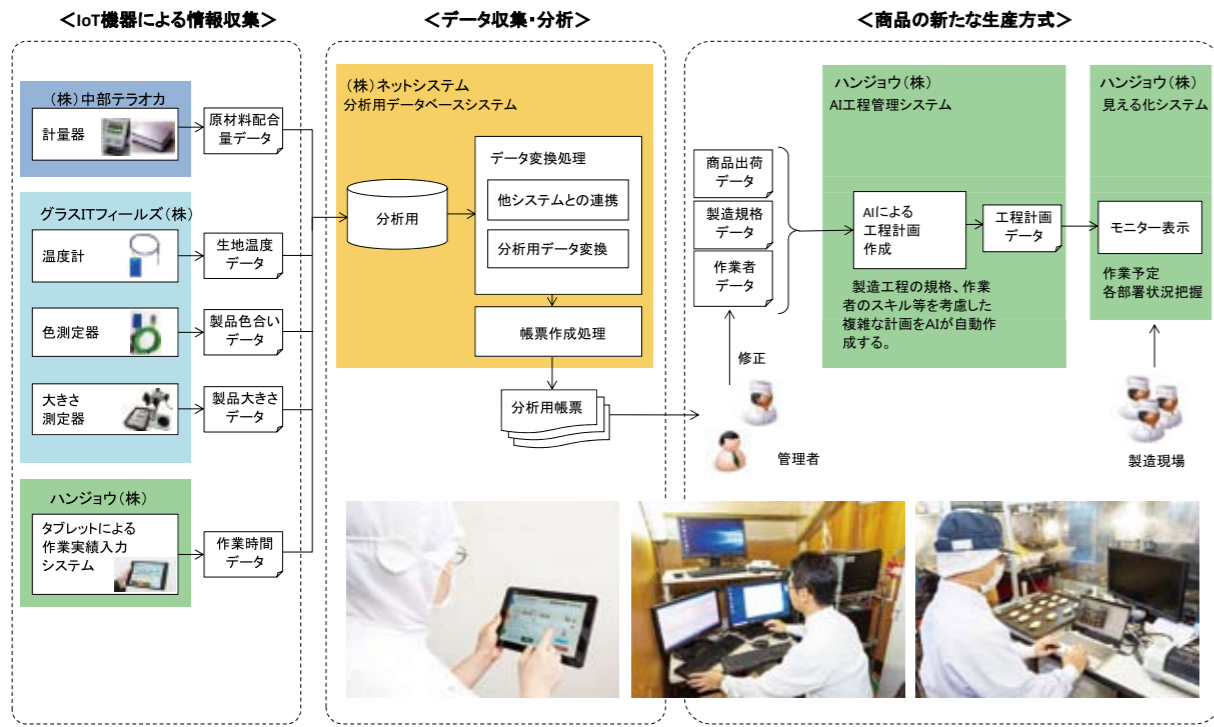 ＜IoT機器による情報収集＞
（株）中部テラオカ
計量器
原材料配合
量データ
グラスITフィールズ（株）
温度計
生地温度
データ
色測定器
製品色合い
データ
大きさ
測定器
製品大きさ
データ
ハンジョウ（株）
タブレットによる
作業実績入力
システム
作業時間
データ
＜データ収集・分析＞
（株）ネットシステム
分析用データベースシステム
分析用
データ変換処理
他システムとの連携
分析用データ変換
帳票作成処理
分析用帳票
＜商品の新たな生産方式＞
商品出荷
データ
製造規格
データ
作業者
データ
修正
管理者
ハンジョウ（株）
AI工程管理システム
AIによる
工程計画
作成
工程計画
データ
製造工程の規格、作業
者のスキル等を考慮した
複雑な計画をAIが自動作
成する。
ハンジョウ（株）
見える化システム
モニター表示
作業予定
各部署状況把握
製造現場